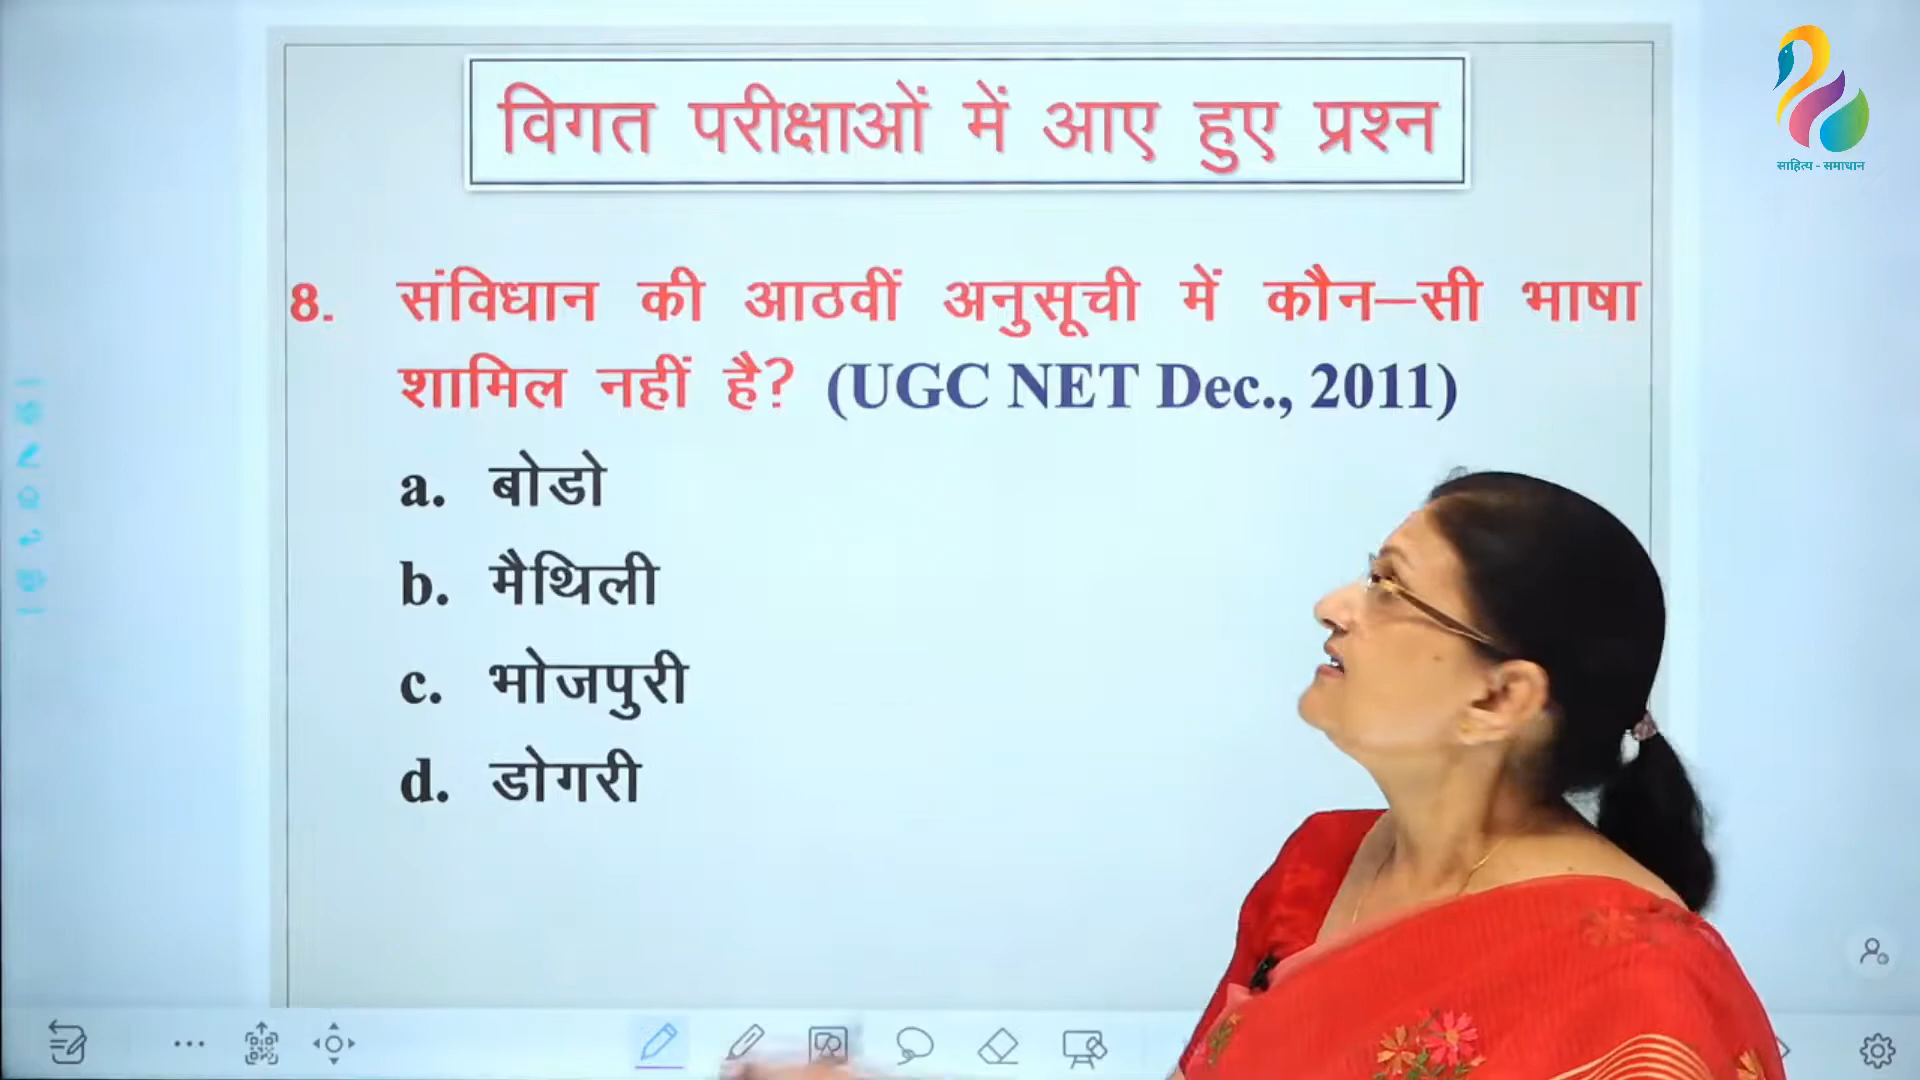 विगत परीक्षाओं में आए हुए प्रश्न
साहित्य - समाधान
8. संविधान की आठवीं अनुसूची में कौन–सी भाषा
शामिल नहीं है? (UGC NET Dec., 2011)
a. बोडो
b. मैथिली
c. भोजपुरी
d. डोगरी